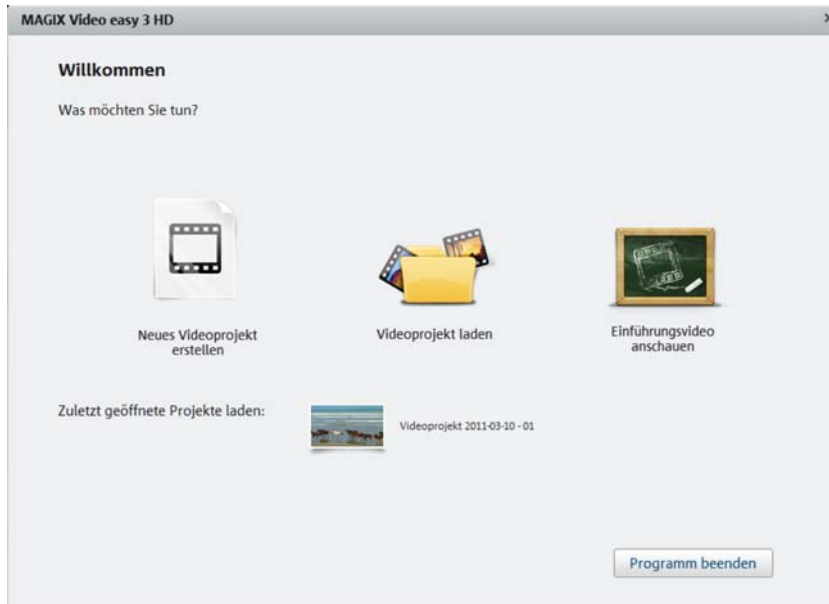 MAGIX Video easy 3 HD
Willkommen
Was möchten Sie tun?
Neues Videoprojekt
erstellen
Videoprojekt laden
Einführungsvideo
anschauen
Zuletzt geöffnete Projekte laden:
Videoprojekt 2011-03-10 - 01
Programm beenden